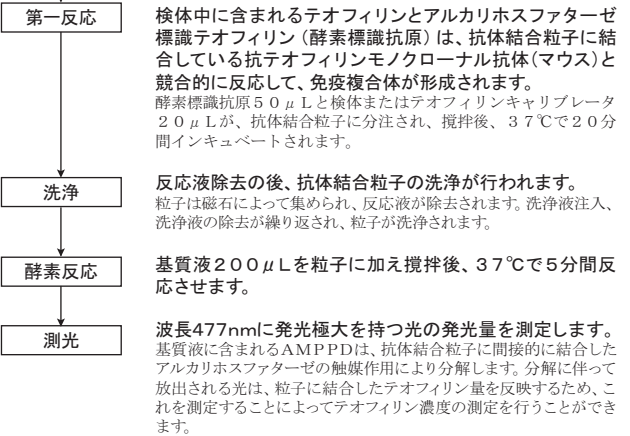 第一反応
検体中に含まれるテオフィリンとアルカリホスファターゼ
標識テオフィリン（酵素標識抗原）は、抗体結合粒子に結
合している抗テオフィリンモノクローナル抗体（マウス）と
競合的に反応して、免疫複合体が形成されます。
酵素標識抗原５０μＬと検体またはテオフィリンキャリブレータ
２０μＬが、抗体結合粒子に分注され、撹拌後、３７℃で２０分
間インキュベートされます。
洗浄
反応液除去の後、抗体結合粒子の洗浄が行われます。
粒子は磁石によって集められ、反応液が除去されます。洗浄液注入、
洗浄液の除去が繰り返され、粒子が洗浄されます。
酵素反応
基質液２００μＬを粒子に加え撹拌後、３７℃で５分間反
応させます。
測光
波長477nmに発光極大を持つ光の発光量を測定します。
基質液に含まれるＡＭＰＰＤは、抗体結合粒子に間接的に結合した
アルカリホスファターゼの触媒作用により分解します。分解に伴って
放出される光は、粒子に結合したテオフィリン量を反映するため、こ
れを測定することによってテオフィリン濃度の測定を行うことができ
ます。